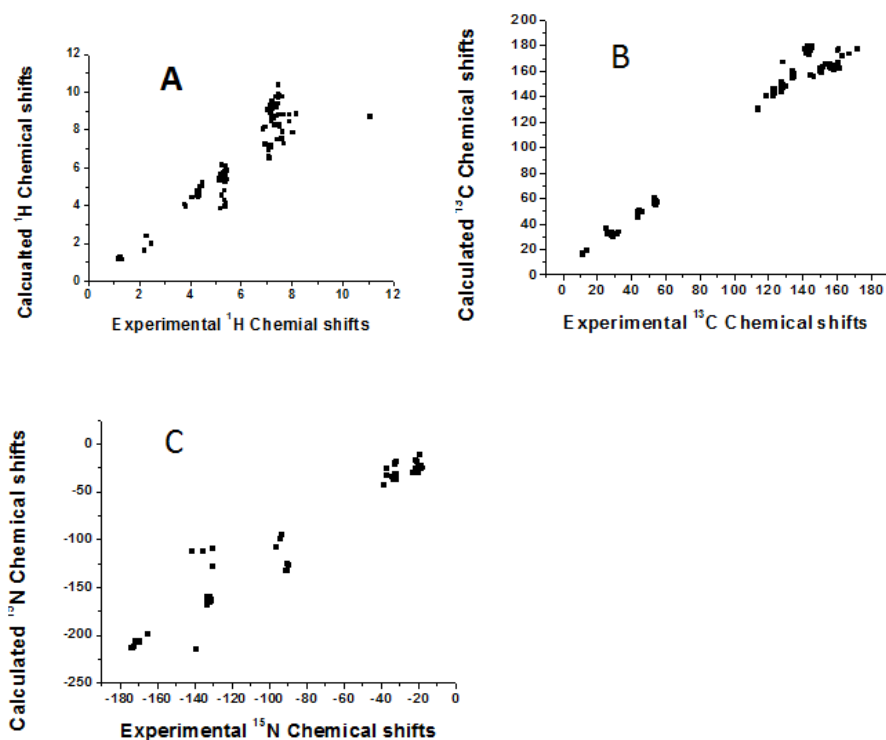 A
Calcualted ¹H Chemical shifts
12
10
8
6
4
2
0
0 2 4 6 8 10 12
Experimental ¹H Chemial shifts
B
Calculated ¹³C Chemical shifts
200
180
160
140
120
100
80
60
40
20
0
0 20 40 60 80 100 120 140 160 180
Experimental ¹³C Chemical shifts
C
Calculated ¹⁵N Chemical shifts
0
-50
-100
-150
-200
-250
-180 -160 -140 -120 -100 -80 -60 -40 -20 0
Experimental ¹⁵N Chemical shifts